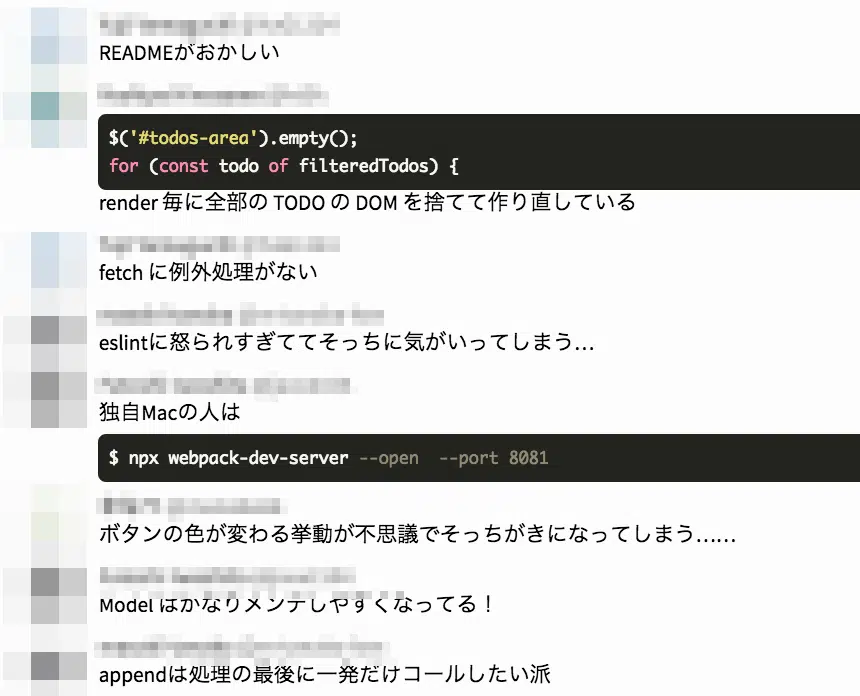 READMEがおかしい
$('#todos-area').empty();
for (const todo of filteredTodos) {
render 毎に全部の TODO の DOM を捨てて作り直している
fetch に例外処理がない
eslintに怒られすぎててそっちに気がいってしまう…
独自Macの人は
$ npx webpack-dev-server --open  --port 8081
ボタンの色が変わる挙動が不思議でそっちがきになってしまう……
Model はかなりメンテしやすくなってる！
appendは処理の最後に一発だけコールしたい派